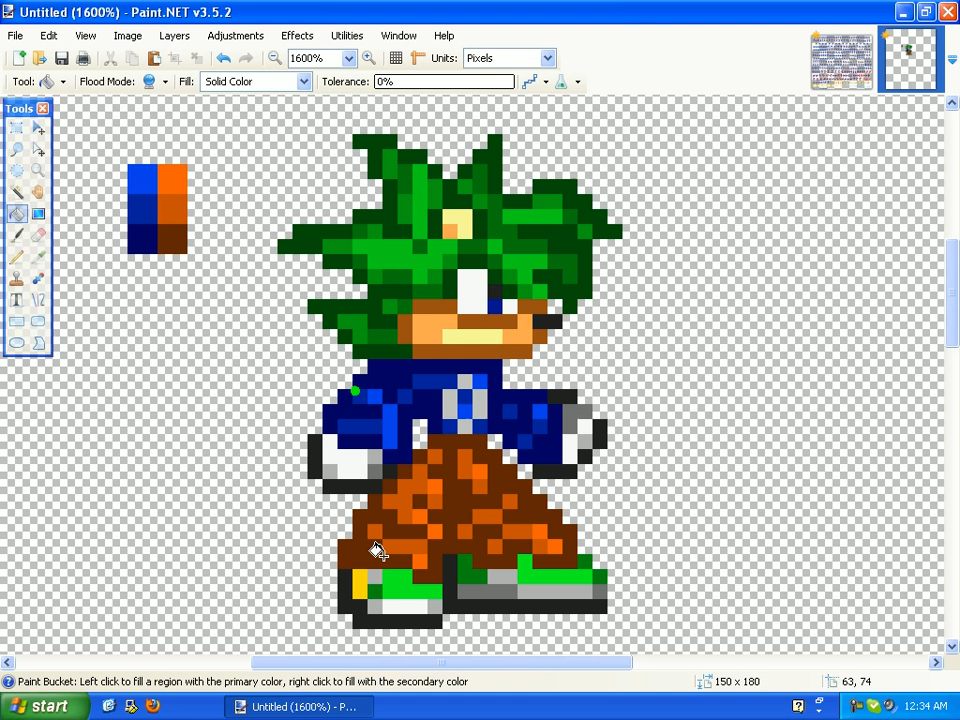 Untitled (1600%) - Paint.NET v3.5.2
File Edit View Image Layers Adjustments Effects Utilities Window Help
1600% Units: Pixels
Tool: Flood Mode: Fill: Solid Color Tolerance: 0%
Tools
Paint Bucket: Left click to fill a region with the primary color, right click to fill with the secondary color 150 x 180 63, 74
start Untitled (1600%) - P... 12:34 AM